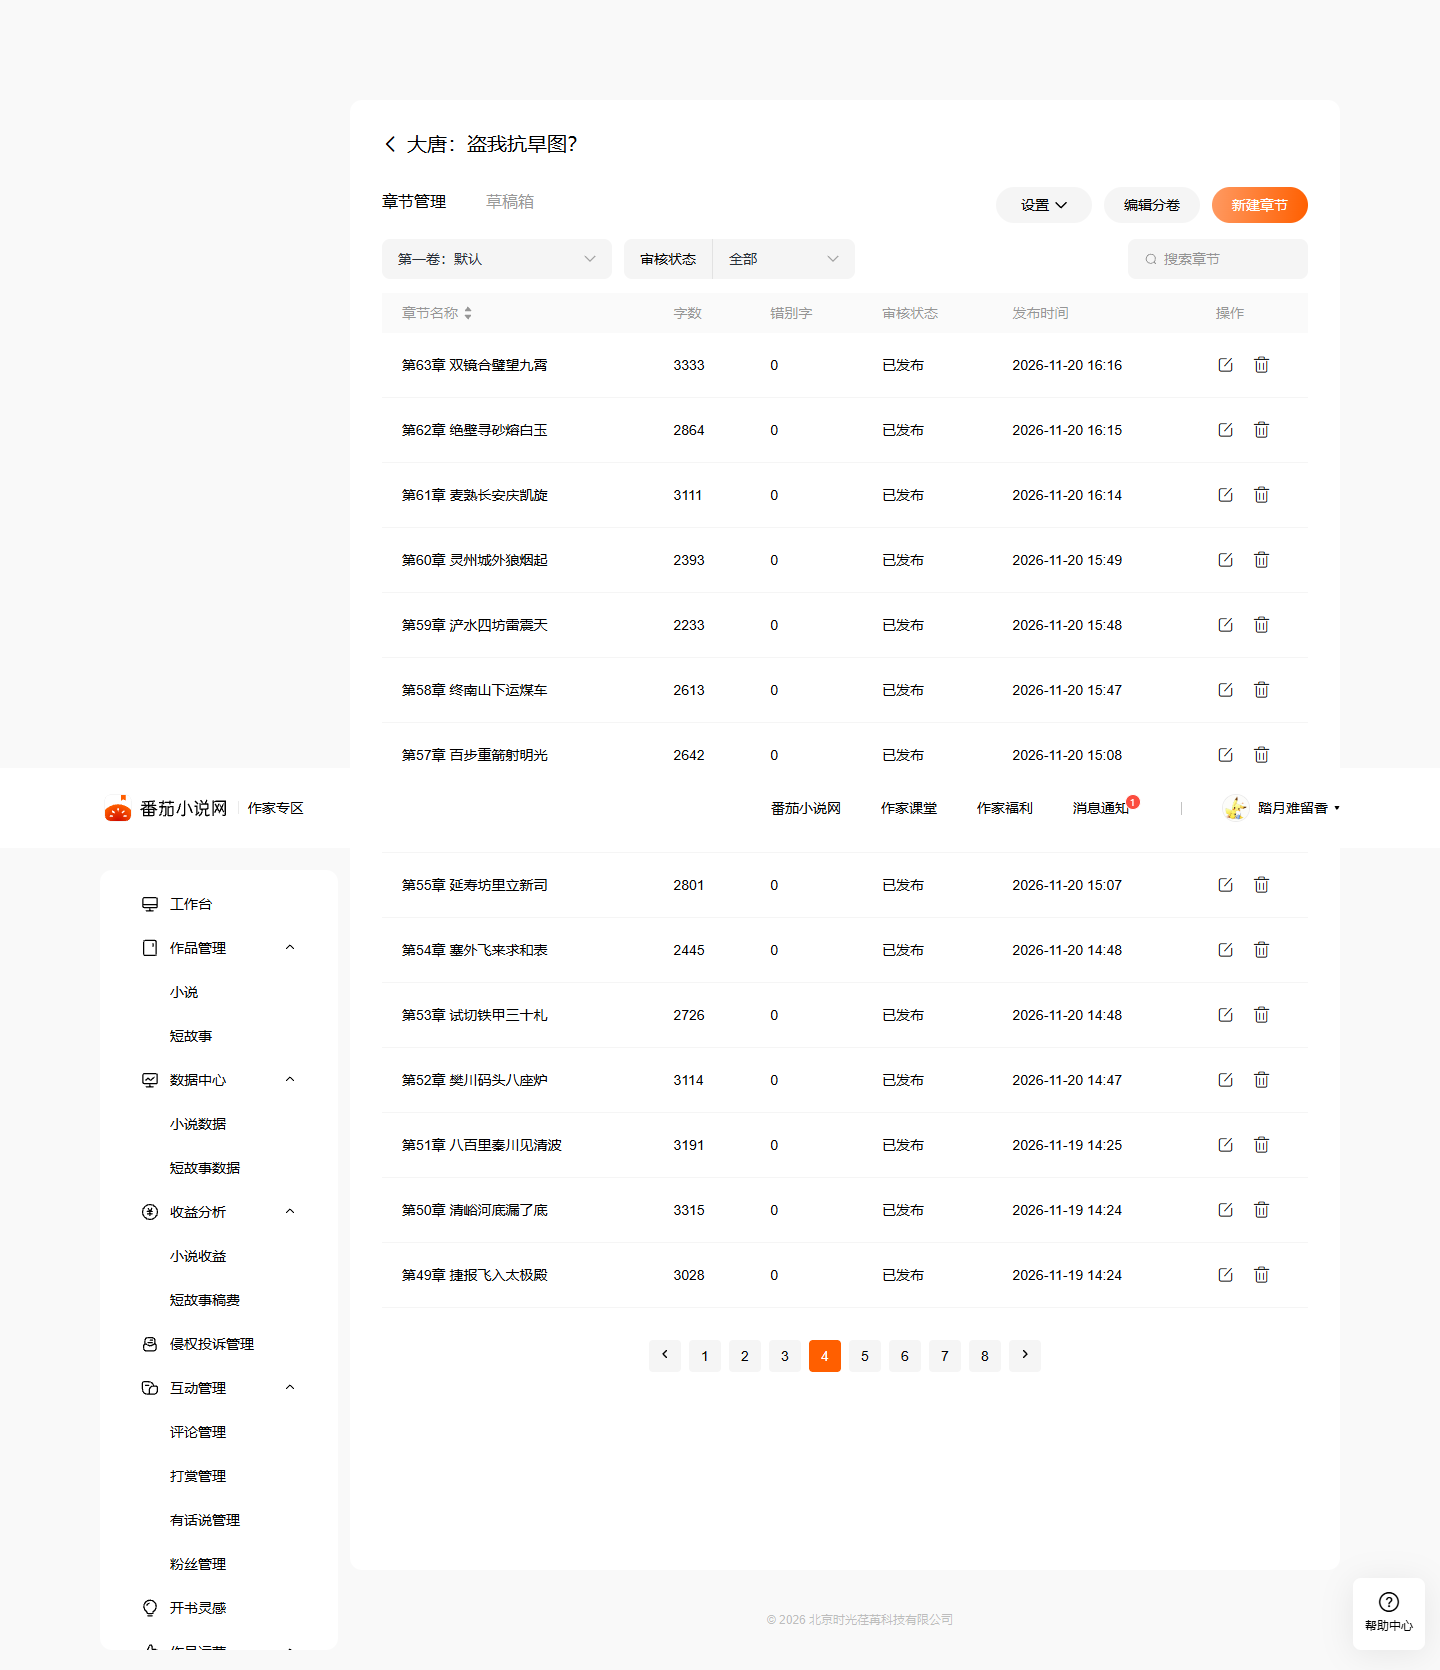 大唐：盗我抗旱图？
章节管理 草稿箱
设置 编辑分卷 新建章节
第一卷：默认 审核状态 全部 搜索章节
章节名称 字数 错别字 审核状态 发布时间 操作
第63章 双镜合璧望九霄 3333 0 已发布 2026-11-20 16:16
第62章 绝壁寻砂熔白玉 2864 0 已发布 2026-11-20 16:15
第61章 麦熟长安庆凯旋 3111 0 已发布 2026-11-20 16:14
第60章 灵州城外狼烟起 2393 0 已发布 2026-11-20 15:49
第59章 浐水四坊雷震天 2233 0 已发布 2026-11-20 15:48
第58章 终南山下运煤车 2613 0 已发布 2026-11-20 15:47
第57章 百步重箭射明光 2642 0 已发布 2026-11-20 15:08
番茄小说网 作家专区 番茄小说网 作家课堂 作家福利 消息通知 1 踏月难留香
第55章 延寿坊里立新司 2801 0 已发布 2026-11-20 15:07
第54章 塞外飞来求和表 2445 0 已发布 2026-11-20 14:48
第53章 试切铁甲三十札 2726 0 已发布 2026-11-20 14:48
第52章 樊川码头八座炉 3114 0 已发布 2026-11-20 14:47
第51章 八百里秦川见清波 3191 0 已发布 2026-11-19 14:25
第50章 清峪河底漏了底 3315 0 已发布 2026-11-19 14:24
第49章 捷报飞入太极殿 3028 0 已发布 2026-11-19 14:24
1 2 3 4 5 6 7 8
工作台
作品管理
小说
短故事
数据中心
小说数据
短故事数据
收益分析
小说收益
短故事稿费
侵权投诉管理
互动管理
评论管理
打赏管理
有话说管理
粉丝管理
开书灵感
© 2026 北京时光荏苒科技有限公司
帮助中心